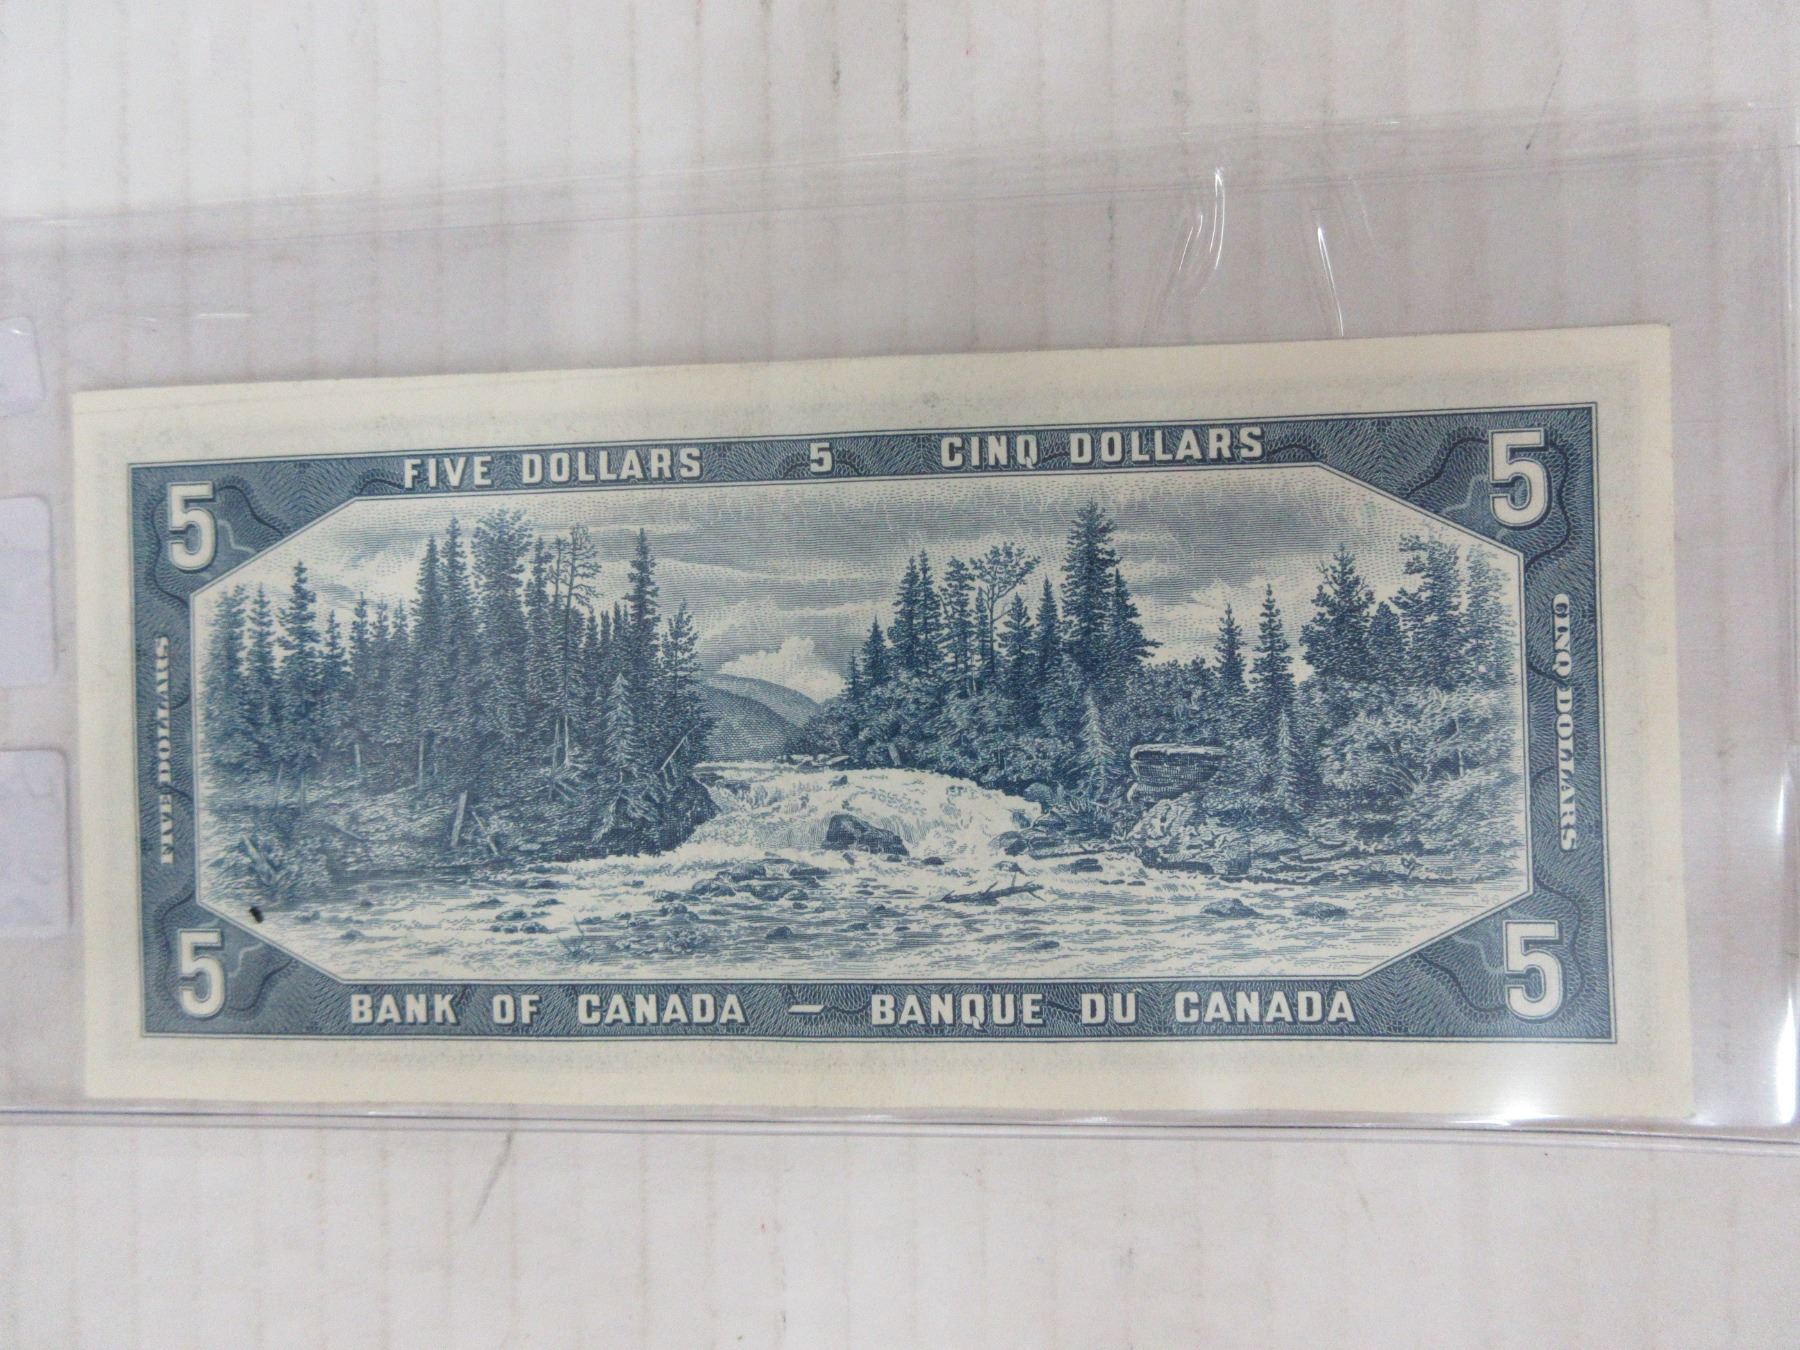 FIVE DOLLARS 5 CINQ DOLLARS
5 5
FIVE DOLLARS
CINQ DOLLARS
5 5
BANK OF CANADA – BANQUE DU CANADA